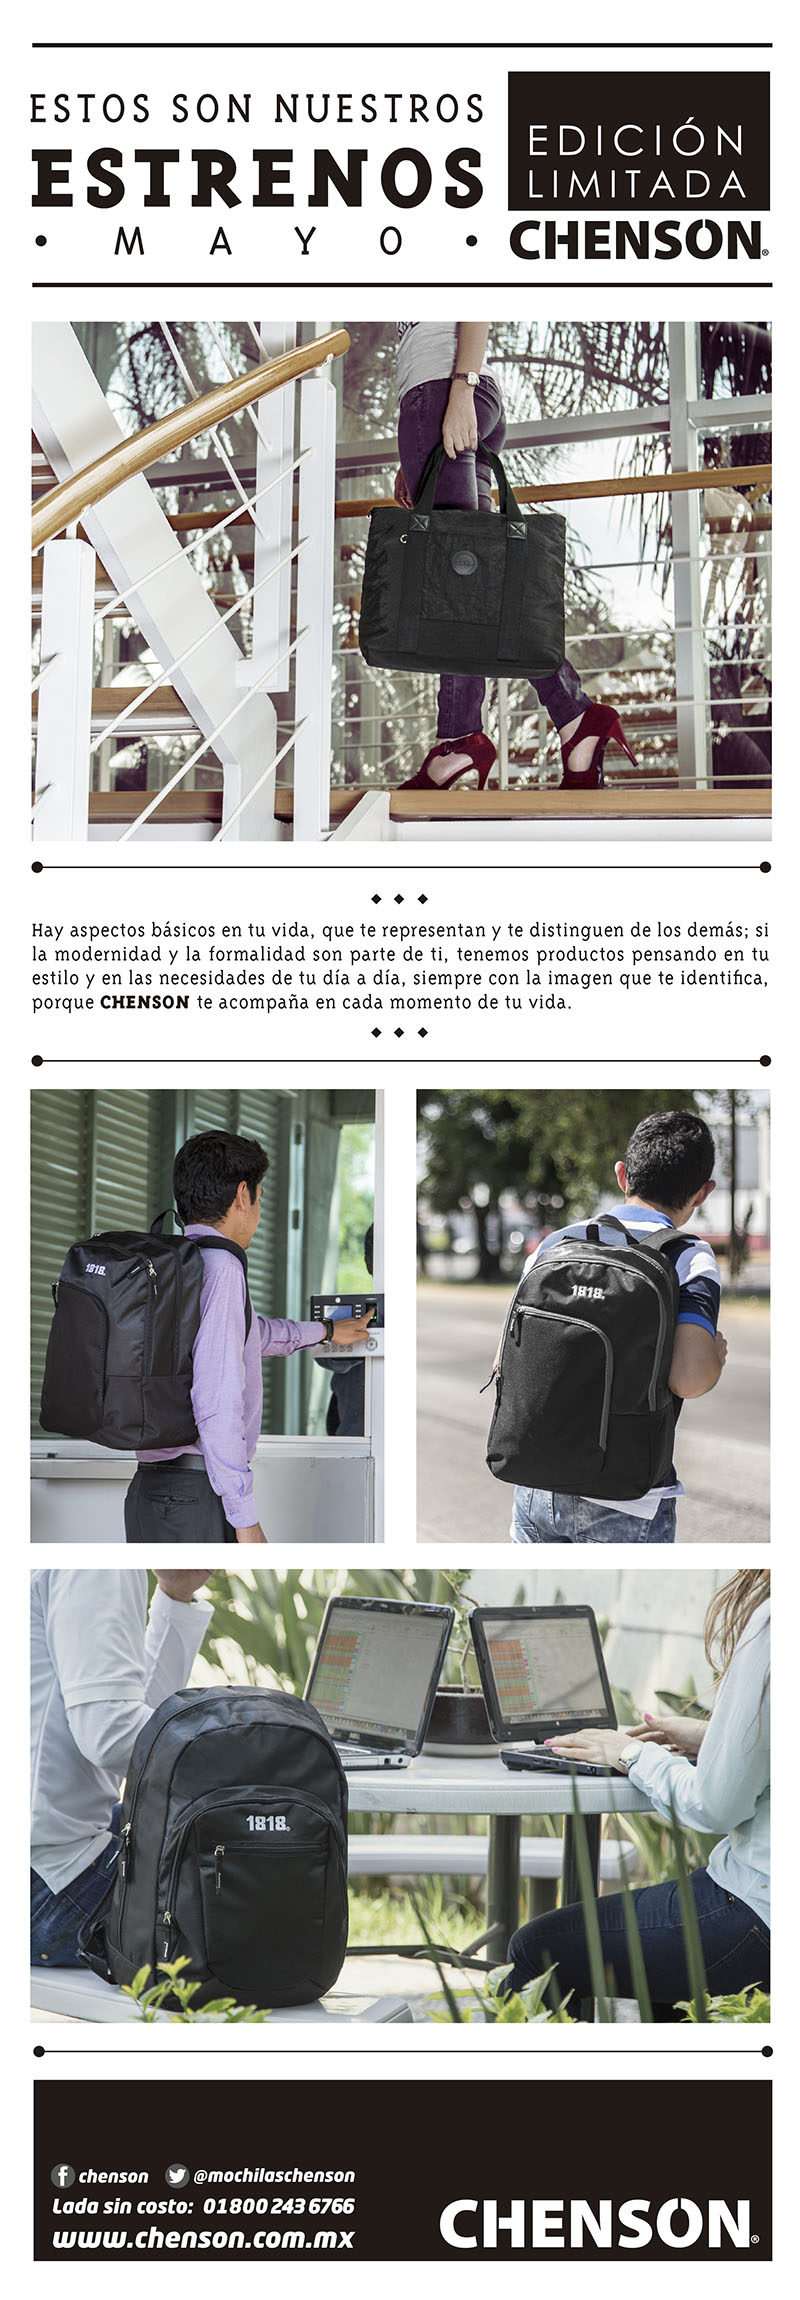 ESTOS SON NUESTROS
ESTRENOS
• M A Y O •
EDICIÓN
LIMITADA
CHENSON®
Hay aspectos básicos en tu vida, que te representan y te distinguen de los demás; si
la modernidad y la formalidad son parte de ti, tenemos productos pensando en tu
estilo y en las necesidades de tu día a día, siempre con la imagen que te identifica,
porque CHENSON te acompaña en cada momento de tu vida.
1818®
1818®
1818®
chenson @mochilaschenson
Lada sin costo: 01 800 243 6766
www.chenson.com.mx
CHENSON®